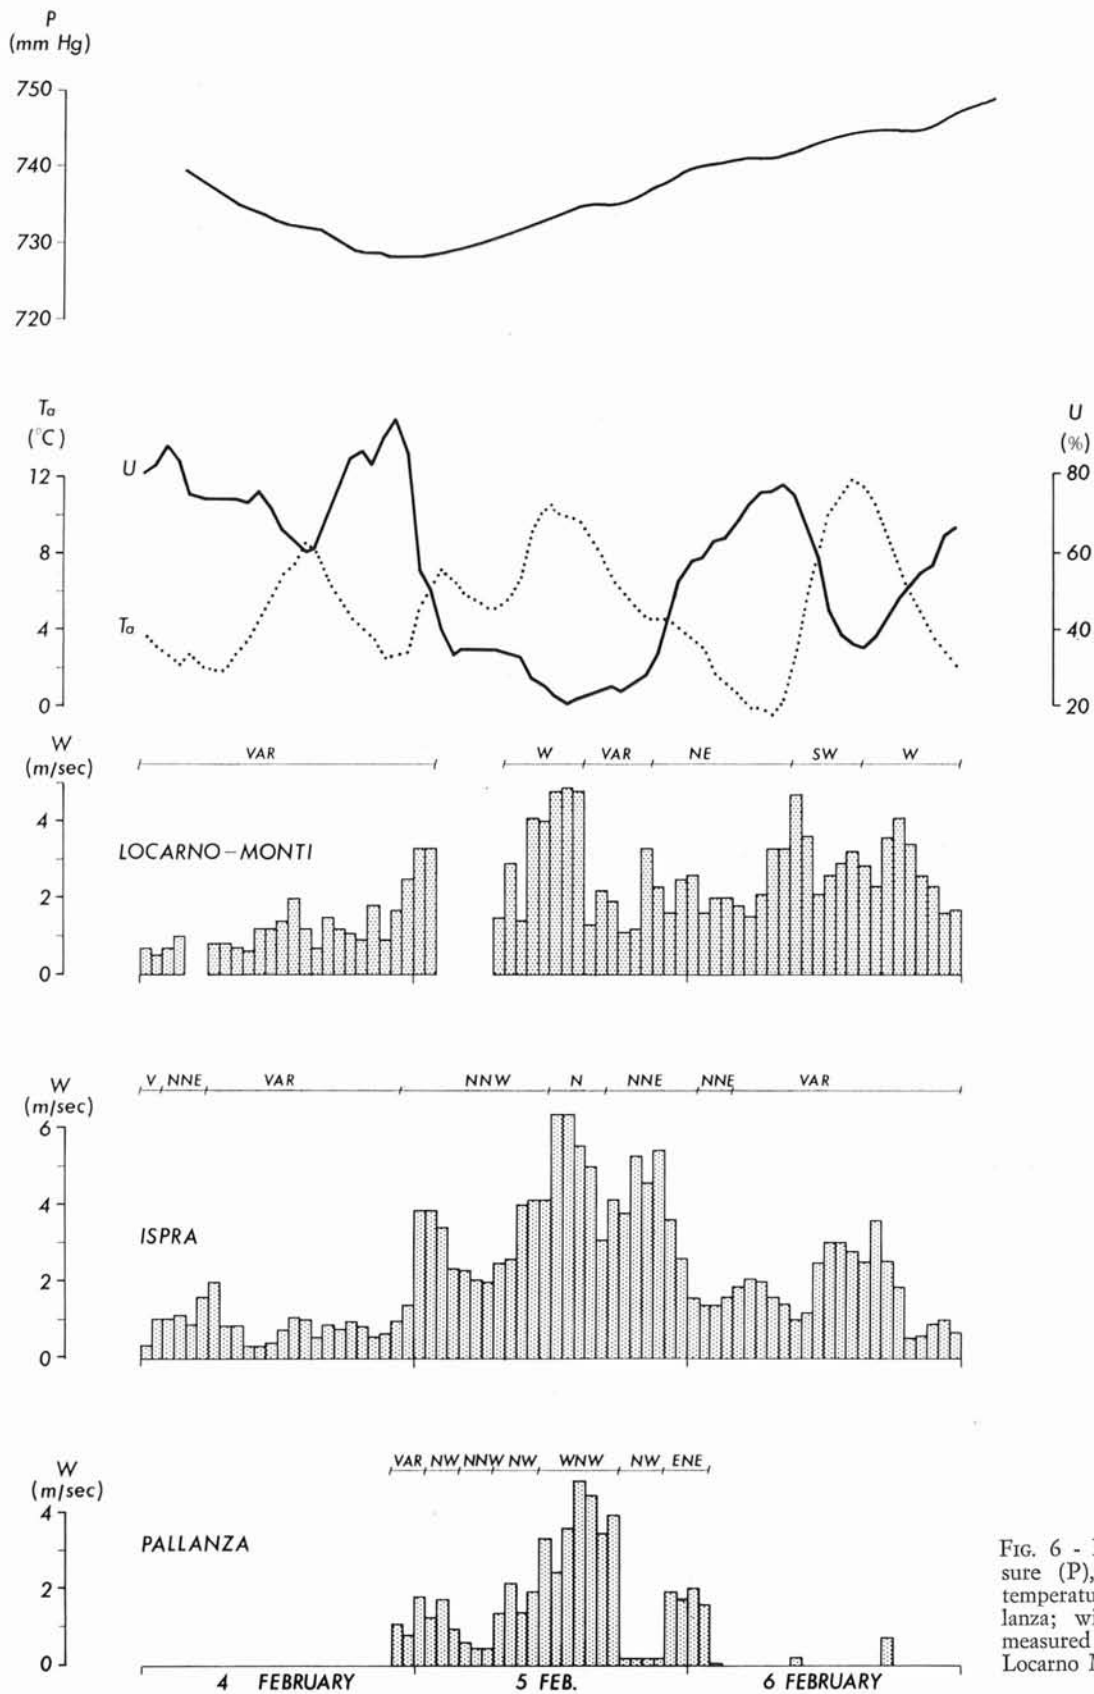 P
(mm Hg)
750
740
730
720
Ta
(°C)
U
(%)
12
8
4
0
U
Ta
80
60
40
20
W
(m/sec)
VAR W VAR NE SW W
4
2
0
LOCARNO-MONTI
W
(m/sec)
V NNE VAR NNW N NNE NNE VAR
6
4
2
0
ISPRA
W
(m/sec)
VAR NW NNW NW WNW NW ENE
4
2
0
PALLANZA
4 FEBRUARY 5 FEB. 6 FEBRUARY
FIG. 6 -
sure (P),
temperatu
lanza; wi
measured
Locarno M